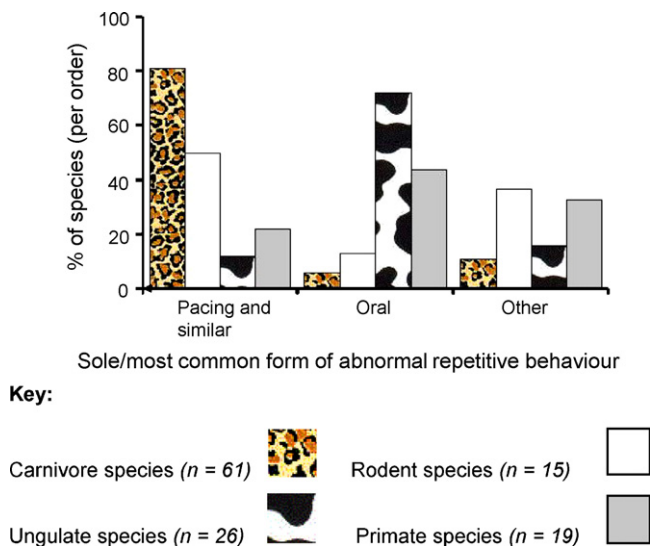 100
80
60
40
20
0
% of species (per order)
Pacing and
similar
Oral
Other
Sole/most common form of abnormal repetitive behaviour
Key:
Carnivore species (n = 61)
Rodent species (n = 15)
Ungulate species (n = 26)
Primate species (n = 19)